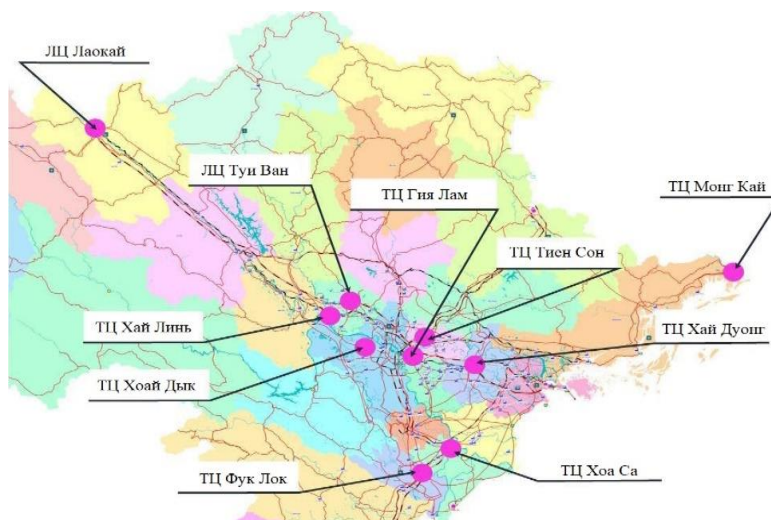 ЛЦ Лаокай
ЛЦ Туи Ван
ТЦ Гия Лам
ТЦ Монг Кай
ТЦ Тиен Сон
ТЦ Хай Линь
ТЦ Хай Дуонг
ТЦ Хоай Дык
ТЦ Фук Лок
ТЦ Хоа Са